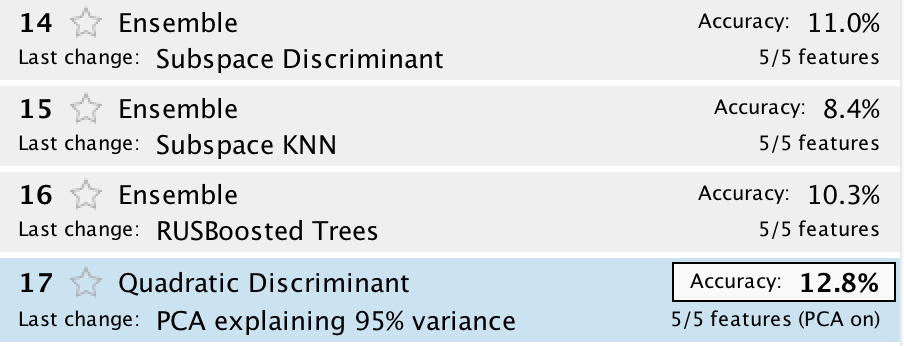 14 Ensemble Accuracy: 11.0%
Last change: Subspace Discriminant 5/5 features
15 Ensemble Accuracy: 8.4%
Last change: Subspace KNN 5/5 features
16 Ensemble Accuracy: 10.3%
Last change: RUSBoosted Trees 5/5 features
17 Quadratic Discriminant Accuracy: 12.8%
Last change: PCA explaining 95% variance 5/5 features (PCA on)